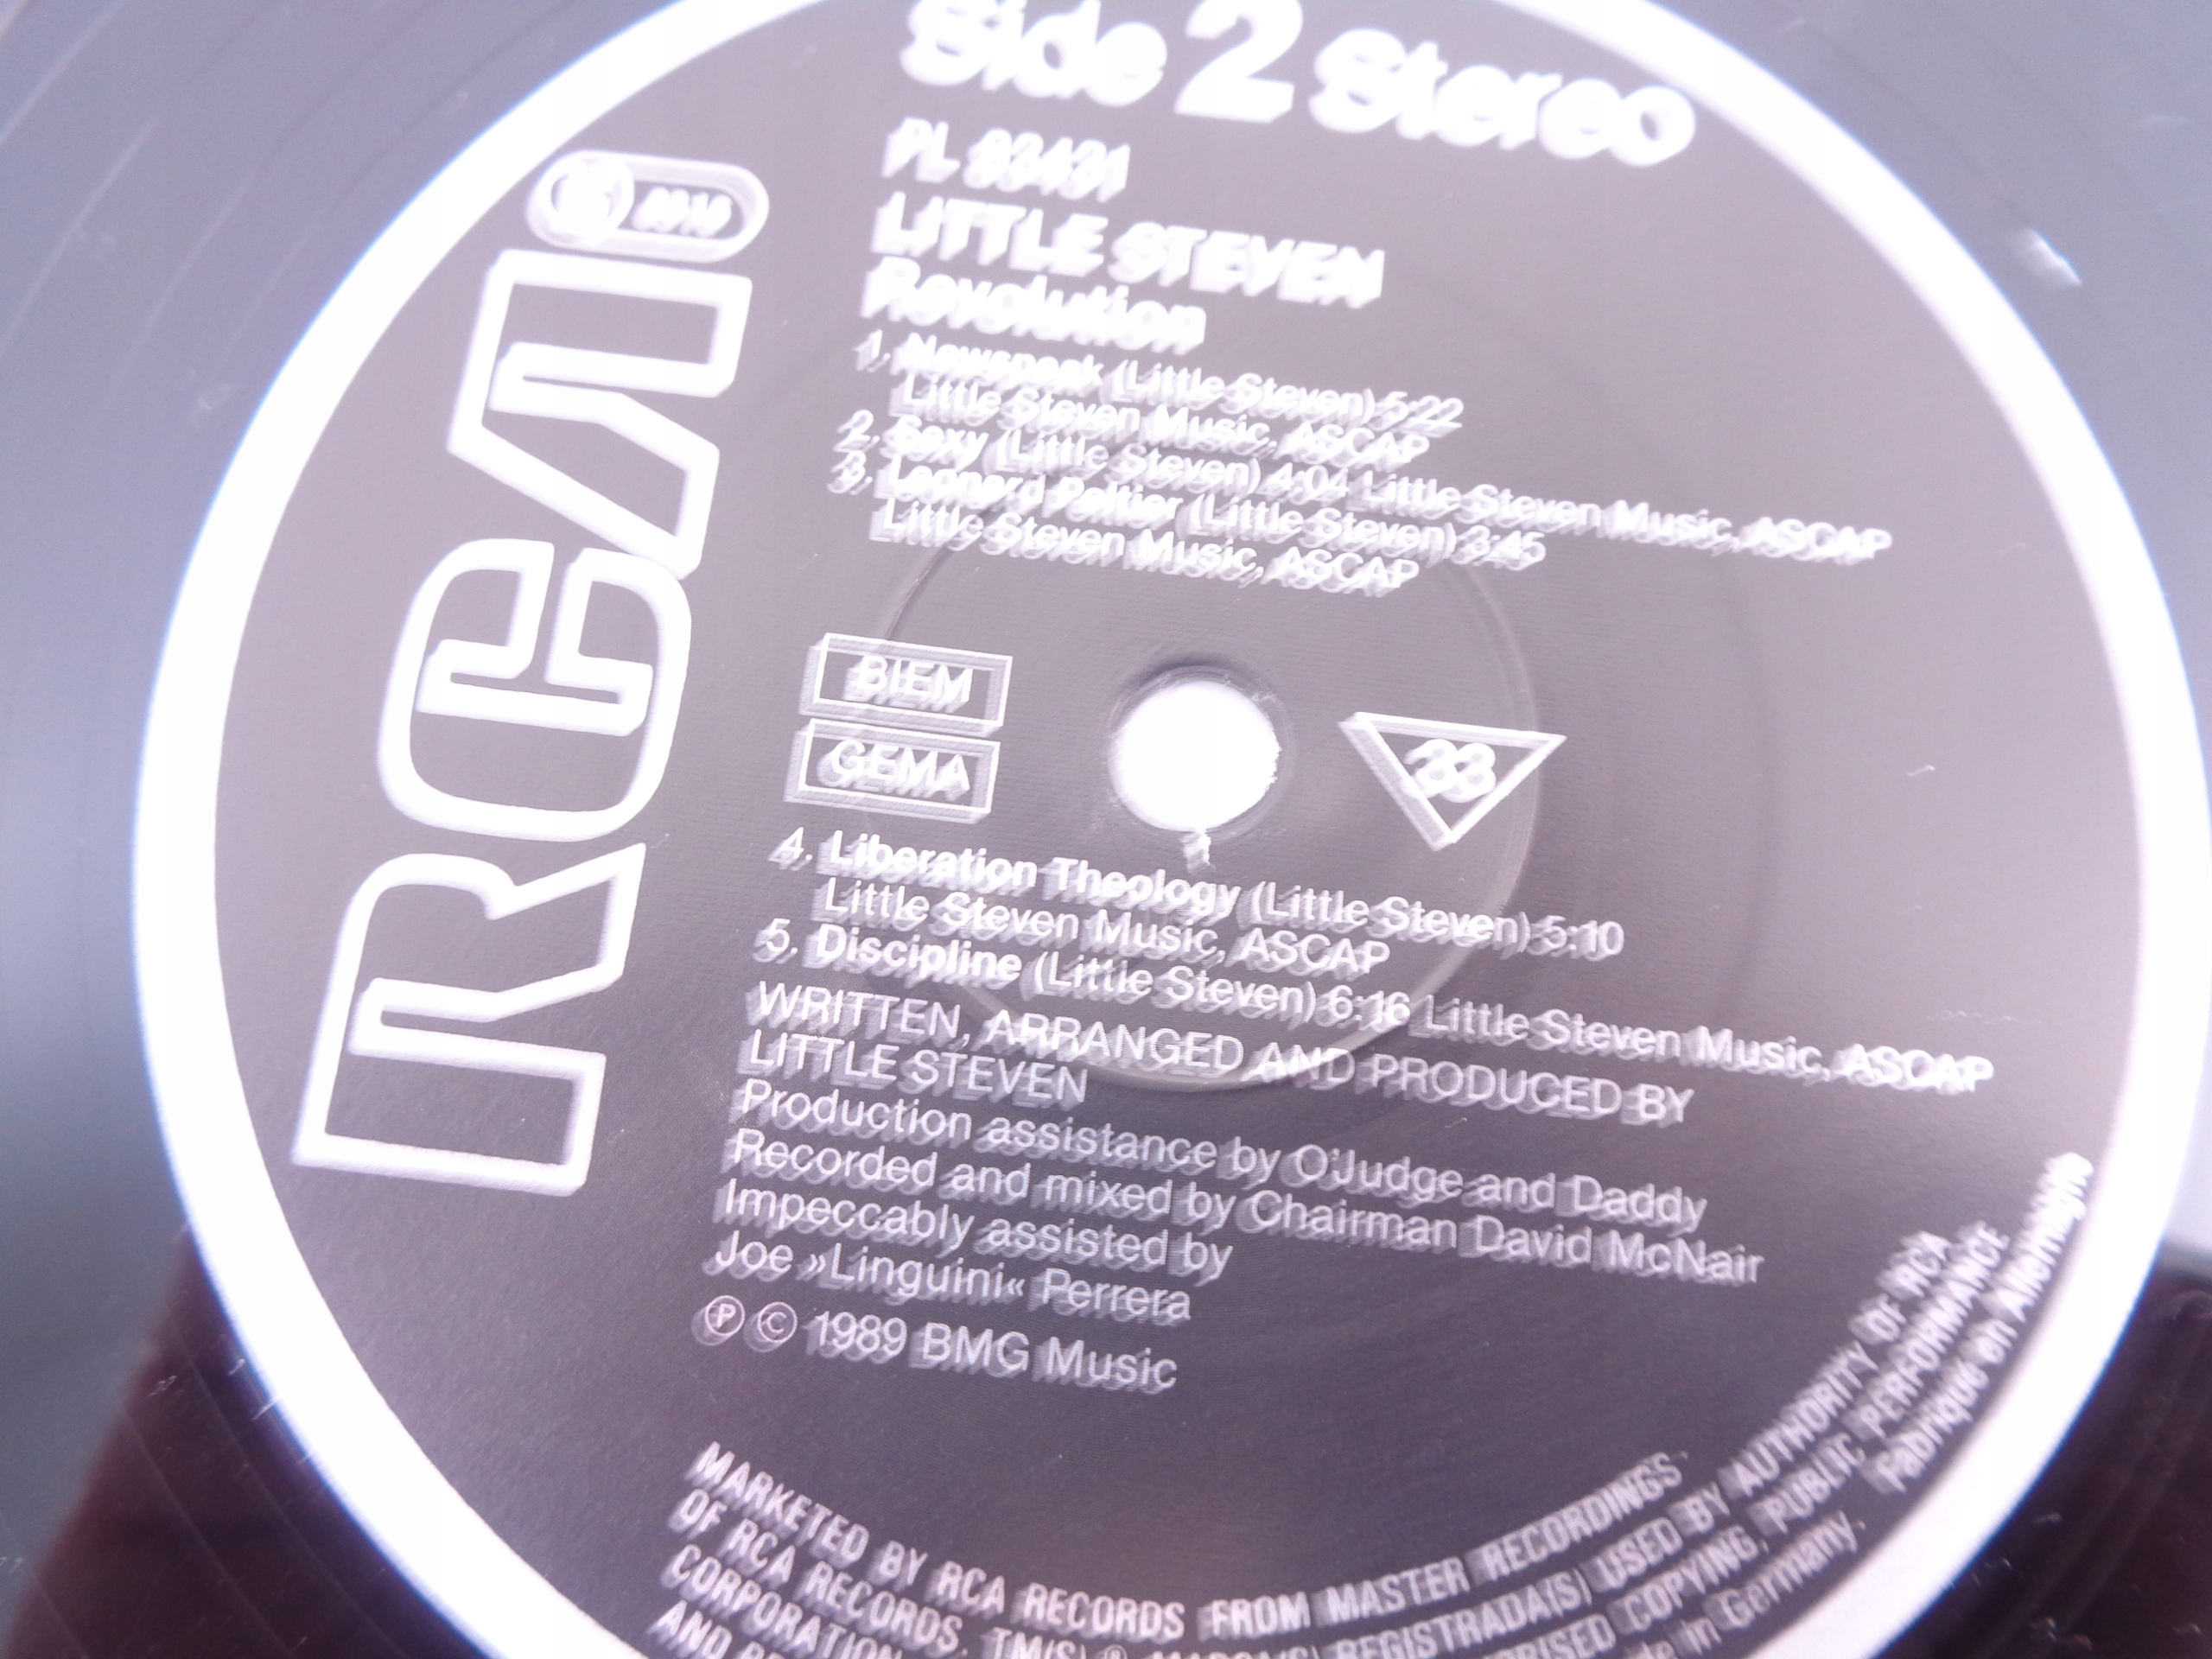 Side 2 Stereo
PL 83431
LITTLE STEVEN
Revolution
1. Newspeak (Little Steven) 5:22
Little Steven Music, ASCAP
2. Sexy (Little Steven) 4:04 Little Steven Music, ASCAP
3. Leonard Peltier (Little Steven) 3:45
Little Steven Music, ASCAP
RCA
BIEM
GEMA
33
4. Liberation Theology (Little Steven) 5:10
Little Steven Music, ASCAP
5. Discipline (Little Steven) 6:16 Little Steven Music, ASCAP
WRITTEN, ARRANGED AND PRODUCED BY
LITTLE STEVEN
Production assistance by O'Judge and Daddy
Recorded and mixed by Chairman David McNair
Impeccably assisted by
Joe »Linguini« Perrera
Ⓟ © 1989 BMG Music
MARKETED BY RCA RECORDS FROM MASTER RECORDINGS
OF RCA RECORDS. TM(S) ® MARCA(S) REGISTRADA(S) USED BY AUTHORITY OF RCA
CORPORATION COPYING, PUBLIC PERFORMANCE
AND in Germany. Fabriqué en Allemagne